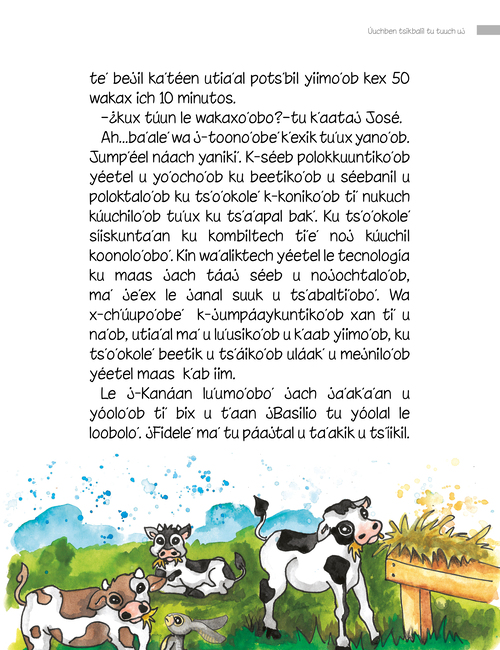 Úuchben tsikbalil tu tuuch uj
te' bejil ka'téen utia'al pots'bil yiimo'ob kex 50
wakax ich 10 minutos.
–¿kux túun le wakaxo'obo?–tu k'aataj José.
Ah...ba'ale' wa j-toono'obe' k'exik tu'ux yano'ob.
Jump'éel náach yaniki'. K-séeb polokkuuntiko'ob
yéetel u yo'och'ob ku beetiko'ob u séebanil u
poloktalo'ob ku ts'o'okole' k-koniko'ob ti' nukuch
kúuchilo'ob tu'ux ku ts'a'apal bak'. Ku ts'o'okole'
síiskunta'an ku kombiltech ti'e' noj kúuchil
koonolo'obo'. Kin wa'aliktech yéetel le tecnología
ku maas jach táaj séeb u nojochtalo'ob,
ma' je'ex le janal suuk u ts'abalti'obo'. Wa
x-ch'úupo'obe' k-jumpáaykuntiko'ob xan ti' u
na'ob, utia'al ma' u lu'usiko'ob u k'aab yiimo'ob, ku
ts'o'okole' beetik u ts'áiko'ob uláak' u mejnilo'ob
yéetel maas k'ab iim.
Le j-Kanáan lu'umo'obo' jach ja'ak'a'an u
yóolo'ob ti' bix u t'aan jBasilio tu yóolal le
loobolo'. jFidele' ma' tu páajtal u ta'akik u ts'íikil.